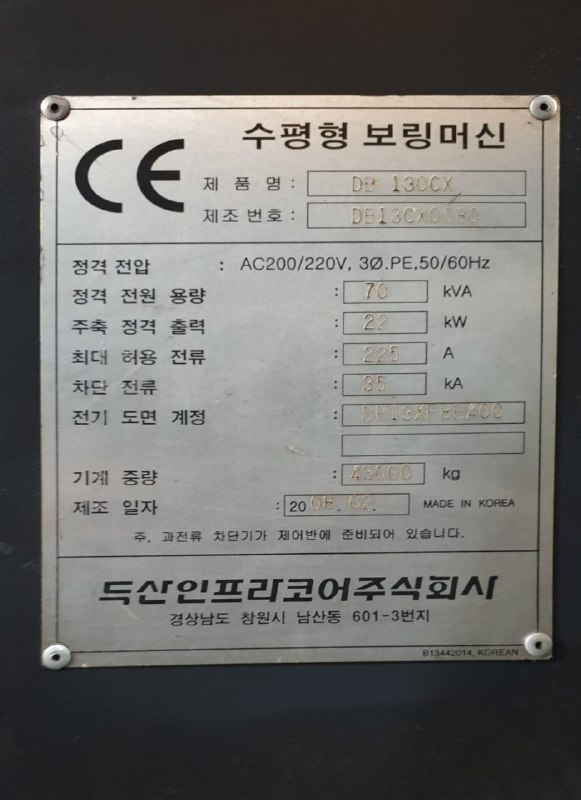 CE
수평형 보링머신
제 품 명 : DB 130CX
제조 번호 :
정격 전압 : AC200/220V, 3Ø.PE,50/60Hz
정격 전원 용량 : 70 kVA
주축 정격 출력 : 22 kW
최대 허용 전류 : 225 A
차단 전류 : 35 kA
전기 도면 계정 :
기계 중량 : 43000 kg
제조 일자 : 20 08. 02. MADE IN KOREA
주, 과전류 차단기가 제어반에 준비되어 있습니다.
두산인프라코어주식회사
경상남도 창원시 남산동 601-3번지
B13442014, KOREAN